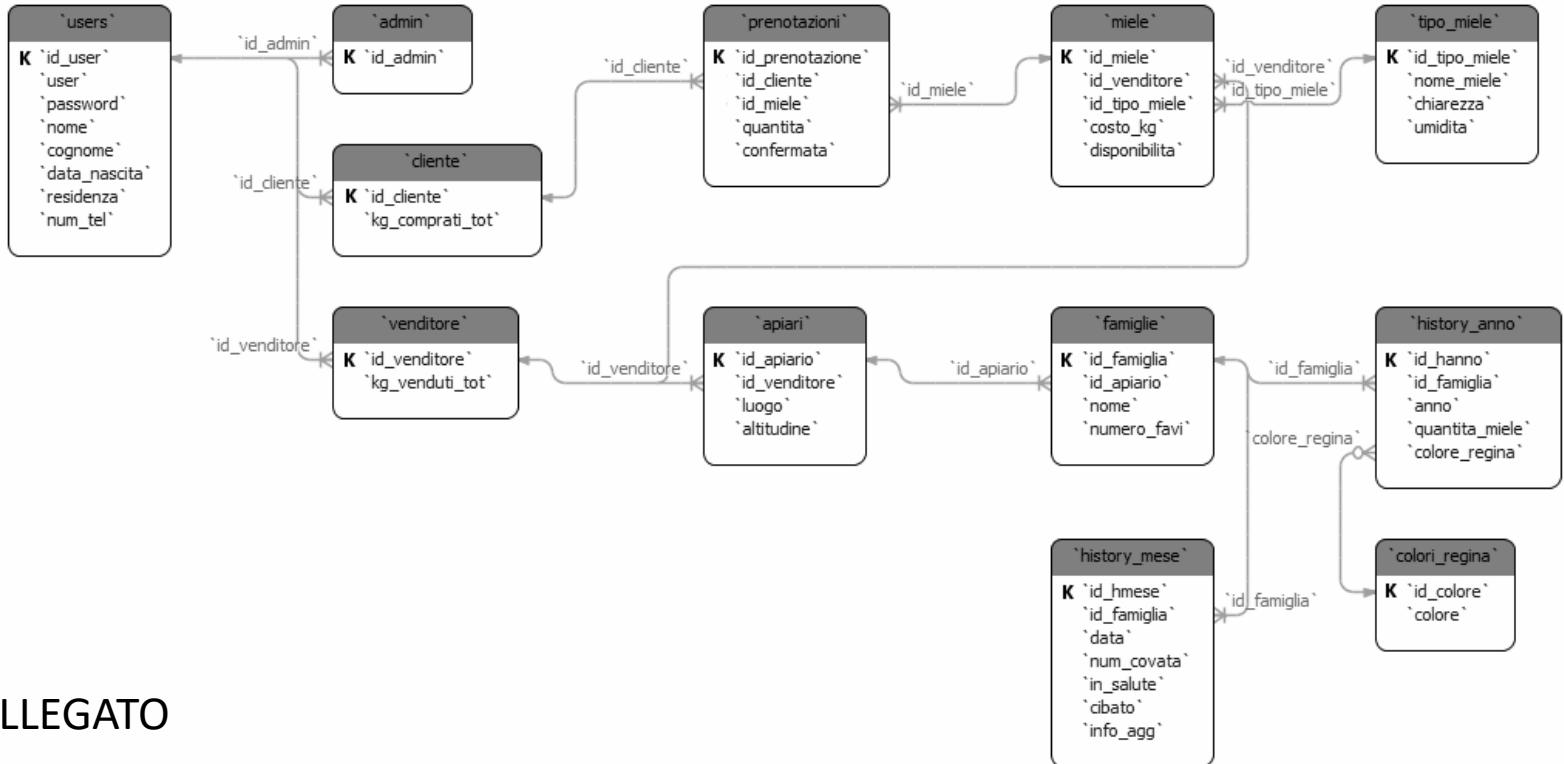 `users`
K `id_user`
`user`
`password`
`nome`
`cognome`
`data_nascita`
`residenza`
`num_tel`
`id_admin`
`admin`
K `id_admin`
`id_cliente`
`cliente`
K `id_cliente`
`kg_comprati_tot`
`id_cliente`
`prenotazioni`
K `id_prenotazione`
`id_cliente`
`id_miele`
`quantita`
`confermata`
`id_miele`
`miele`
K `id_miele`
`id_venditore`
`id_tipo_miele`
`costo_kg`
`disponibilita`
`id_venditore`
`id_tipo_miele`
`tipo_miele`
K `id_tipo_miele`
`nome_miele`
`chiarezza`
`umidita`
`id_venditore`
`venditore`
K `id_venditore`
`kg_venduti_tot`
`id_venditore`
`apiari`
K `id_apiario`
`id_venditore`
`luogo`
`altitudine`
`id_apiario`
`famiglie`
K `id_famiglia`
`id_apiario`
`nome`
`numero_favi`
`id_famiglia`
`history_anno`
K `id_hanno`
`id_famiglia`
`anno`
`quantita_miele`
`colore_regina`
`colore_regina`
`history_mese`
K `id_hmese`
`id_famiglia`
`data`
`num_covata`
`in_salute`
`cibato`
`info_agg`
`id_famiglia`
`colori_regina`
K `id_colore`
`colore`
LLEGATO